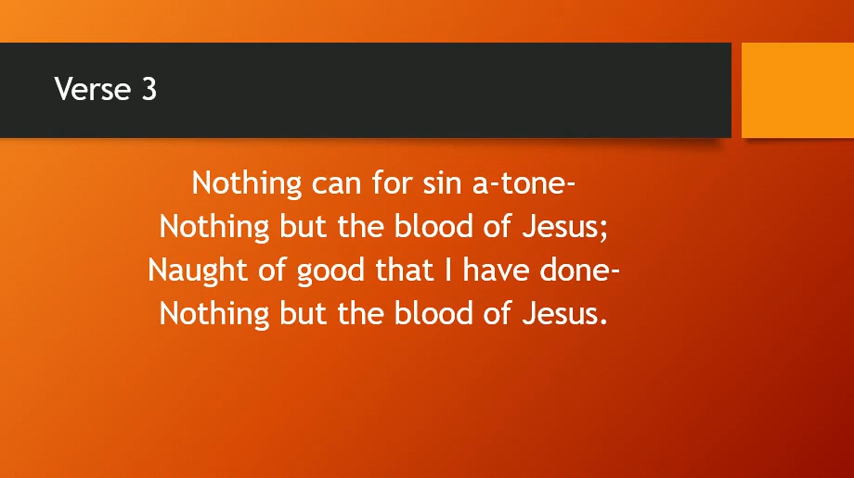 Verse 3
Nothing can for sin a-tone-
Nothing but the blood of Jesus;
Naught of good that I have done-
Nothing but the blood of Jesus.